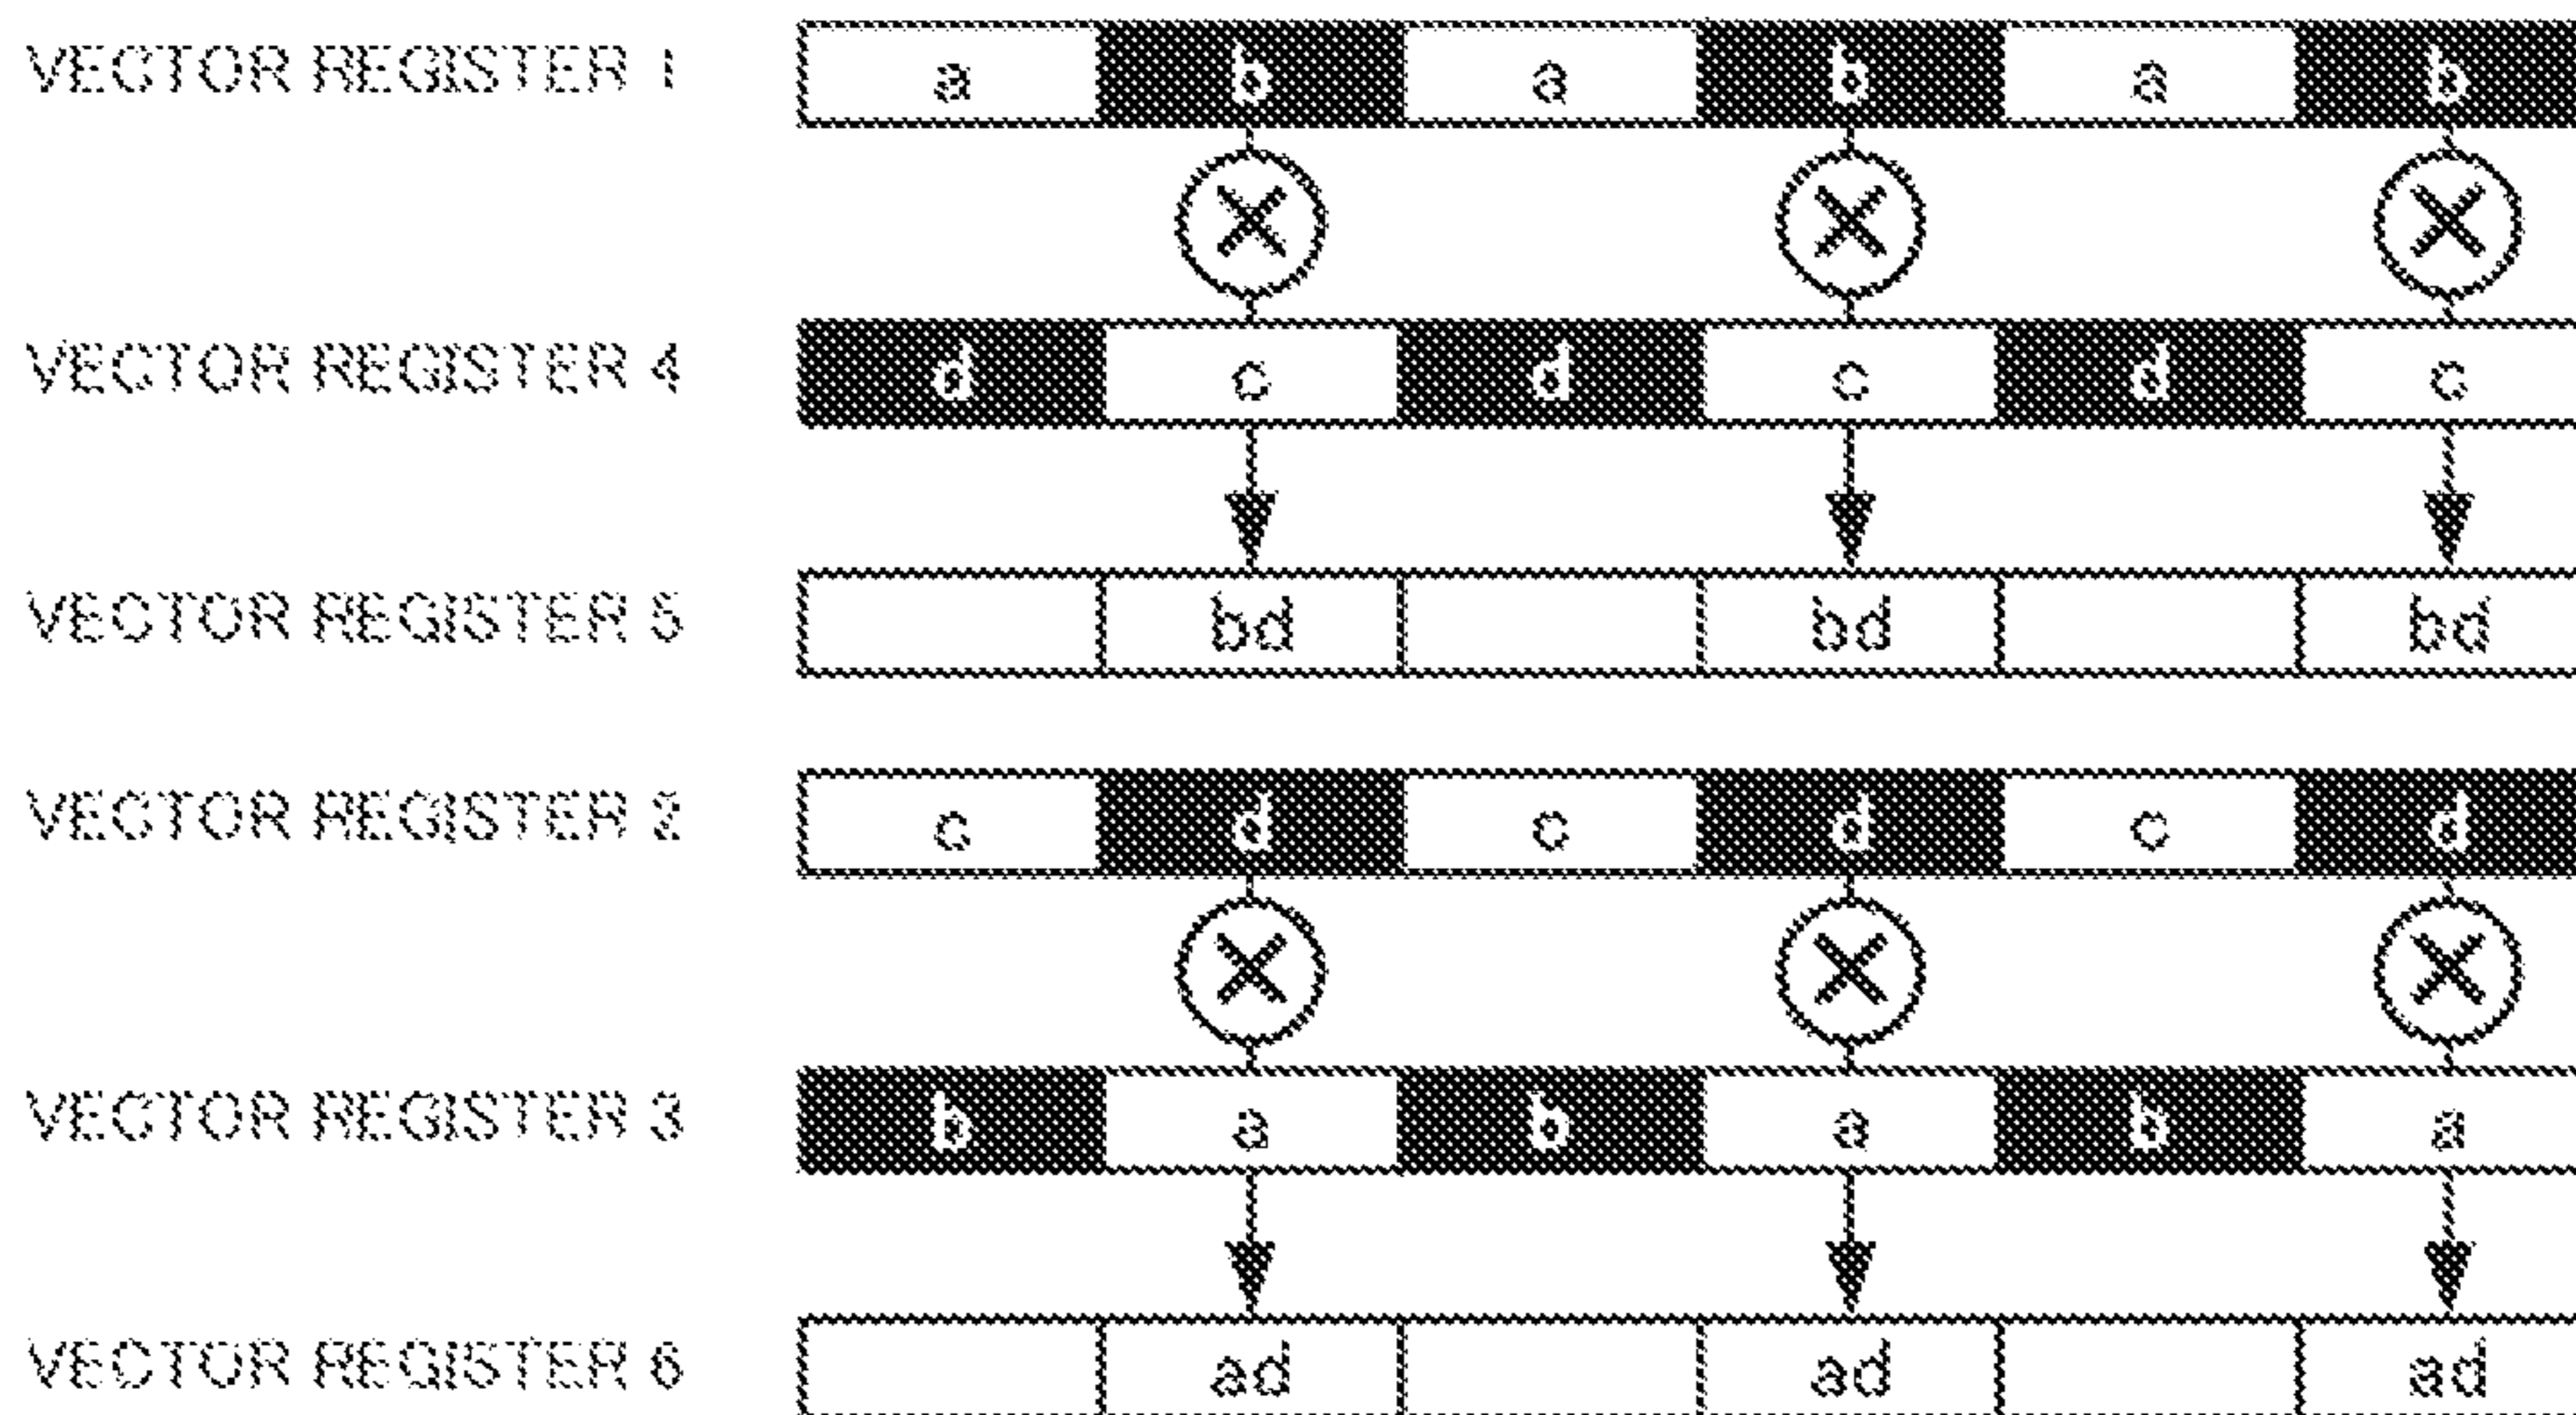 VECTOR REGISTER 1 a b a b a b
VECTOR REGISTER 4 d c d c d c
VECTOR REGISTER 5 bd bd bd
VECTOR REGISTER 2 c d c d c d
VECTOR REGISTER 3 b a b a b a
VECTOR REGISTER 6 ad ad ad